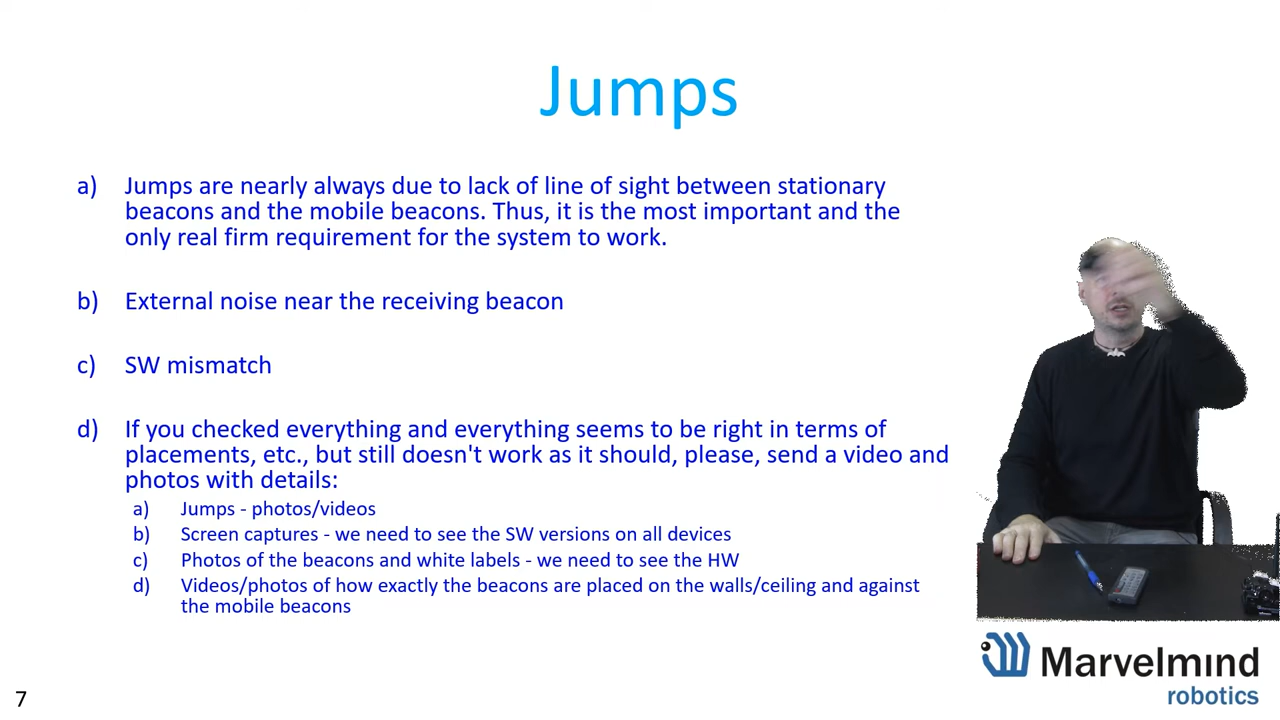 Jumps
a) Jumps are nearly always due to lack of line of sight between stationary
beacons and the mobile beacons. Thus, it is the most important and the
only real firm requirement for the system to work.
b) External noise near the receiving beacon
c) SW mismatch
d) If you checked everything and everything seems to be right in terms of
placements, etc., but still doesn't work as it should, please, send a video and
photos with details:
a) Jumps - photos/videos
b) Screen captures - we need to see the SW versions on all devices
c) Photos of the beacons and white labels - we need to see the HW
d) Videos/photos of how exactly the beacons are placed on the walls/ceiling and against
the mobile beacons
Marvelmind
robotics
7